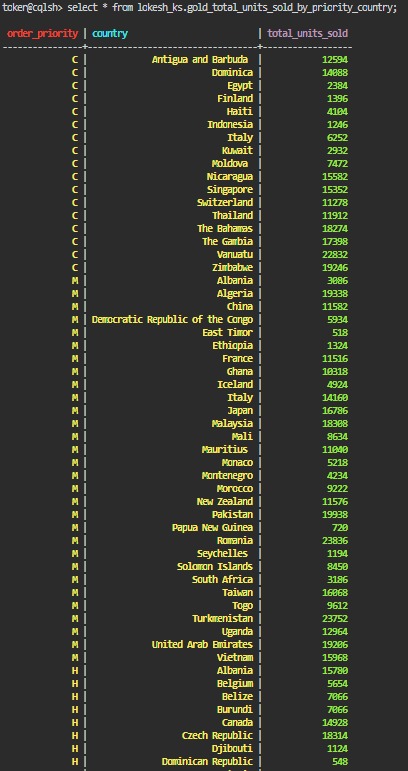 token@cqlsh> select * from lokesh_ks.gold_total_units_sold_by_priority_country;
order_priority | country | total_units_sold
----------------+------------------------------+------------------
C | Antigua and Barbuda | 12594
C | Dominica | 14088
C | Egypt | 2384
C | Finland | 1396
C | Haiti | 4104
C | Indonesia | 1246
C | Italy | 6252
C | Kuwait | 2932
C | Moldova | 7472
C | Nicaragua | 15582
C | Singapore | 15352
C | Switzerland | 11278
C | Thailand | 11912
C | The Bahamas | 18274
C | The Gambia | 17398
C | Vanuatu | 22832
C | Zimbabwe | 19246
M | Albania | 3086
M | Algeria | 19338
M | China | 11582
M | Democratic Republic of the Congo | 5934
M | East Timor | 518
M | Ethiopia | 1324
M | France | 11516
M | Ghana | 10318
M | Iceland | 4924
M | Italy | 14160
M | Japan | 16786
M | Malaysia | 18308
M | Mali | 8634
M | Mauritius | 11040
M | Monaco | 5218
M | Montenegro | 4234
M | Morocco | 9222
M | New Zealand | 11576
M | Pakistan | 19938
M | Papua New Guinea | 720
M | Romania | 23836
M | Seychelles | 1194
M | Solomon Islands | 8450
M | South Africa | 3186
M | Taiwan | 16068
M | Togo | 9612
M | Turkmenistan | 23752
M | Uganda | 12964
M | United Arab Emirates | 19206
M | Vietnam | 15968
H | Albania | 15780
H | Belgium | 5654
H | Belize | 7066
H | Burundi | 7066
H | Canada | 14928
H | Czech Republic | 18314
H | Djibouti | 1124
H | Dominican Republic | 548